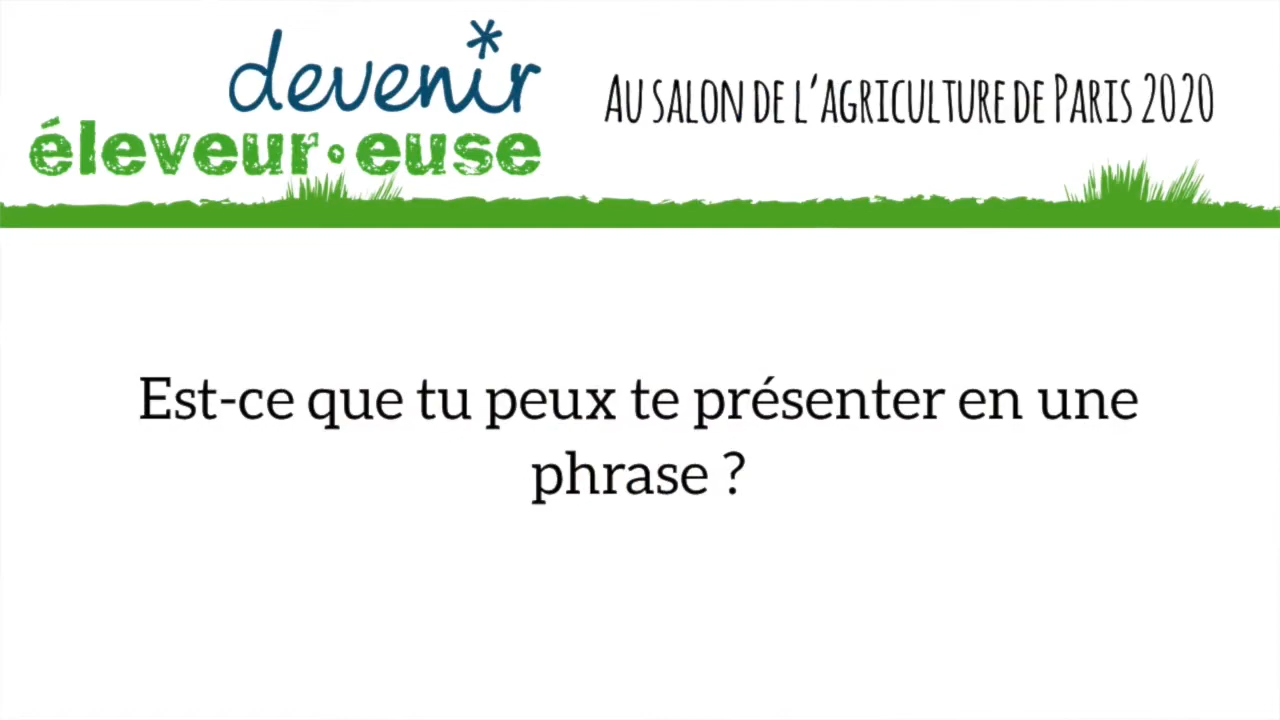 devenir
éleveur•euse
AU SALON DE L'AGRICULTURE DE PARIS 2020
Est-ce que tu peux te présenter en une
phrase ?